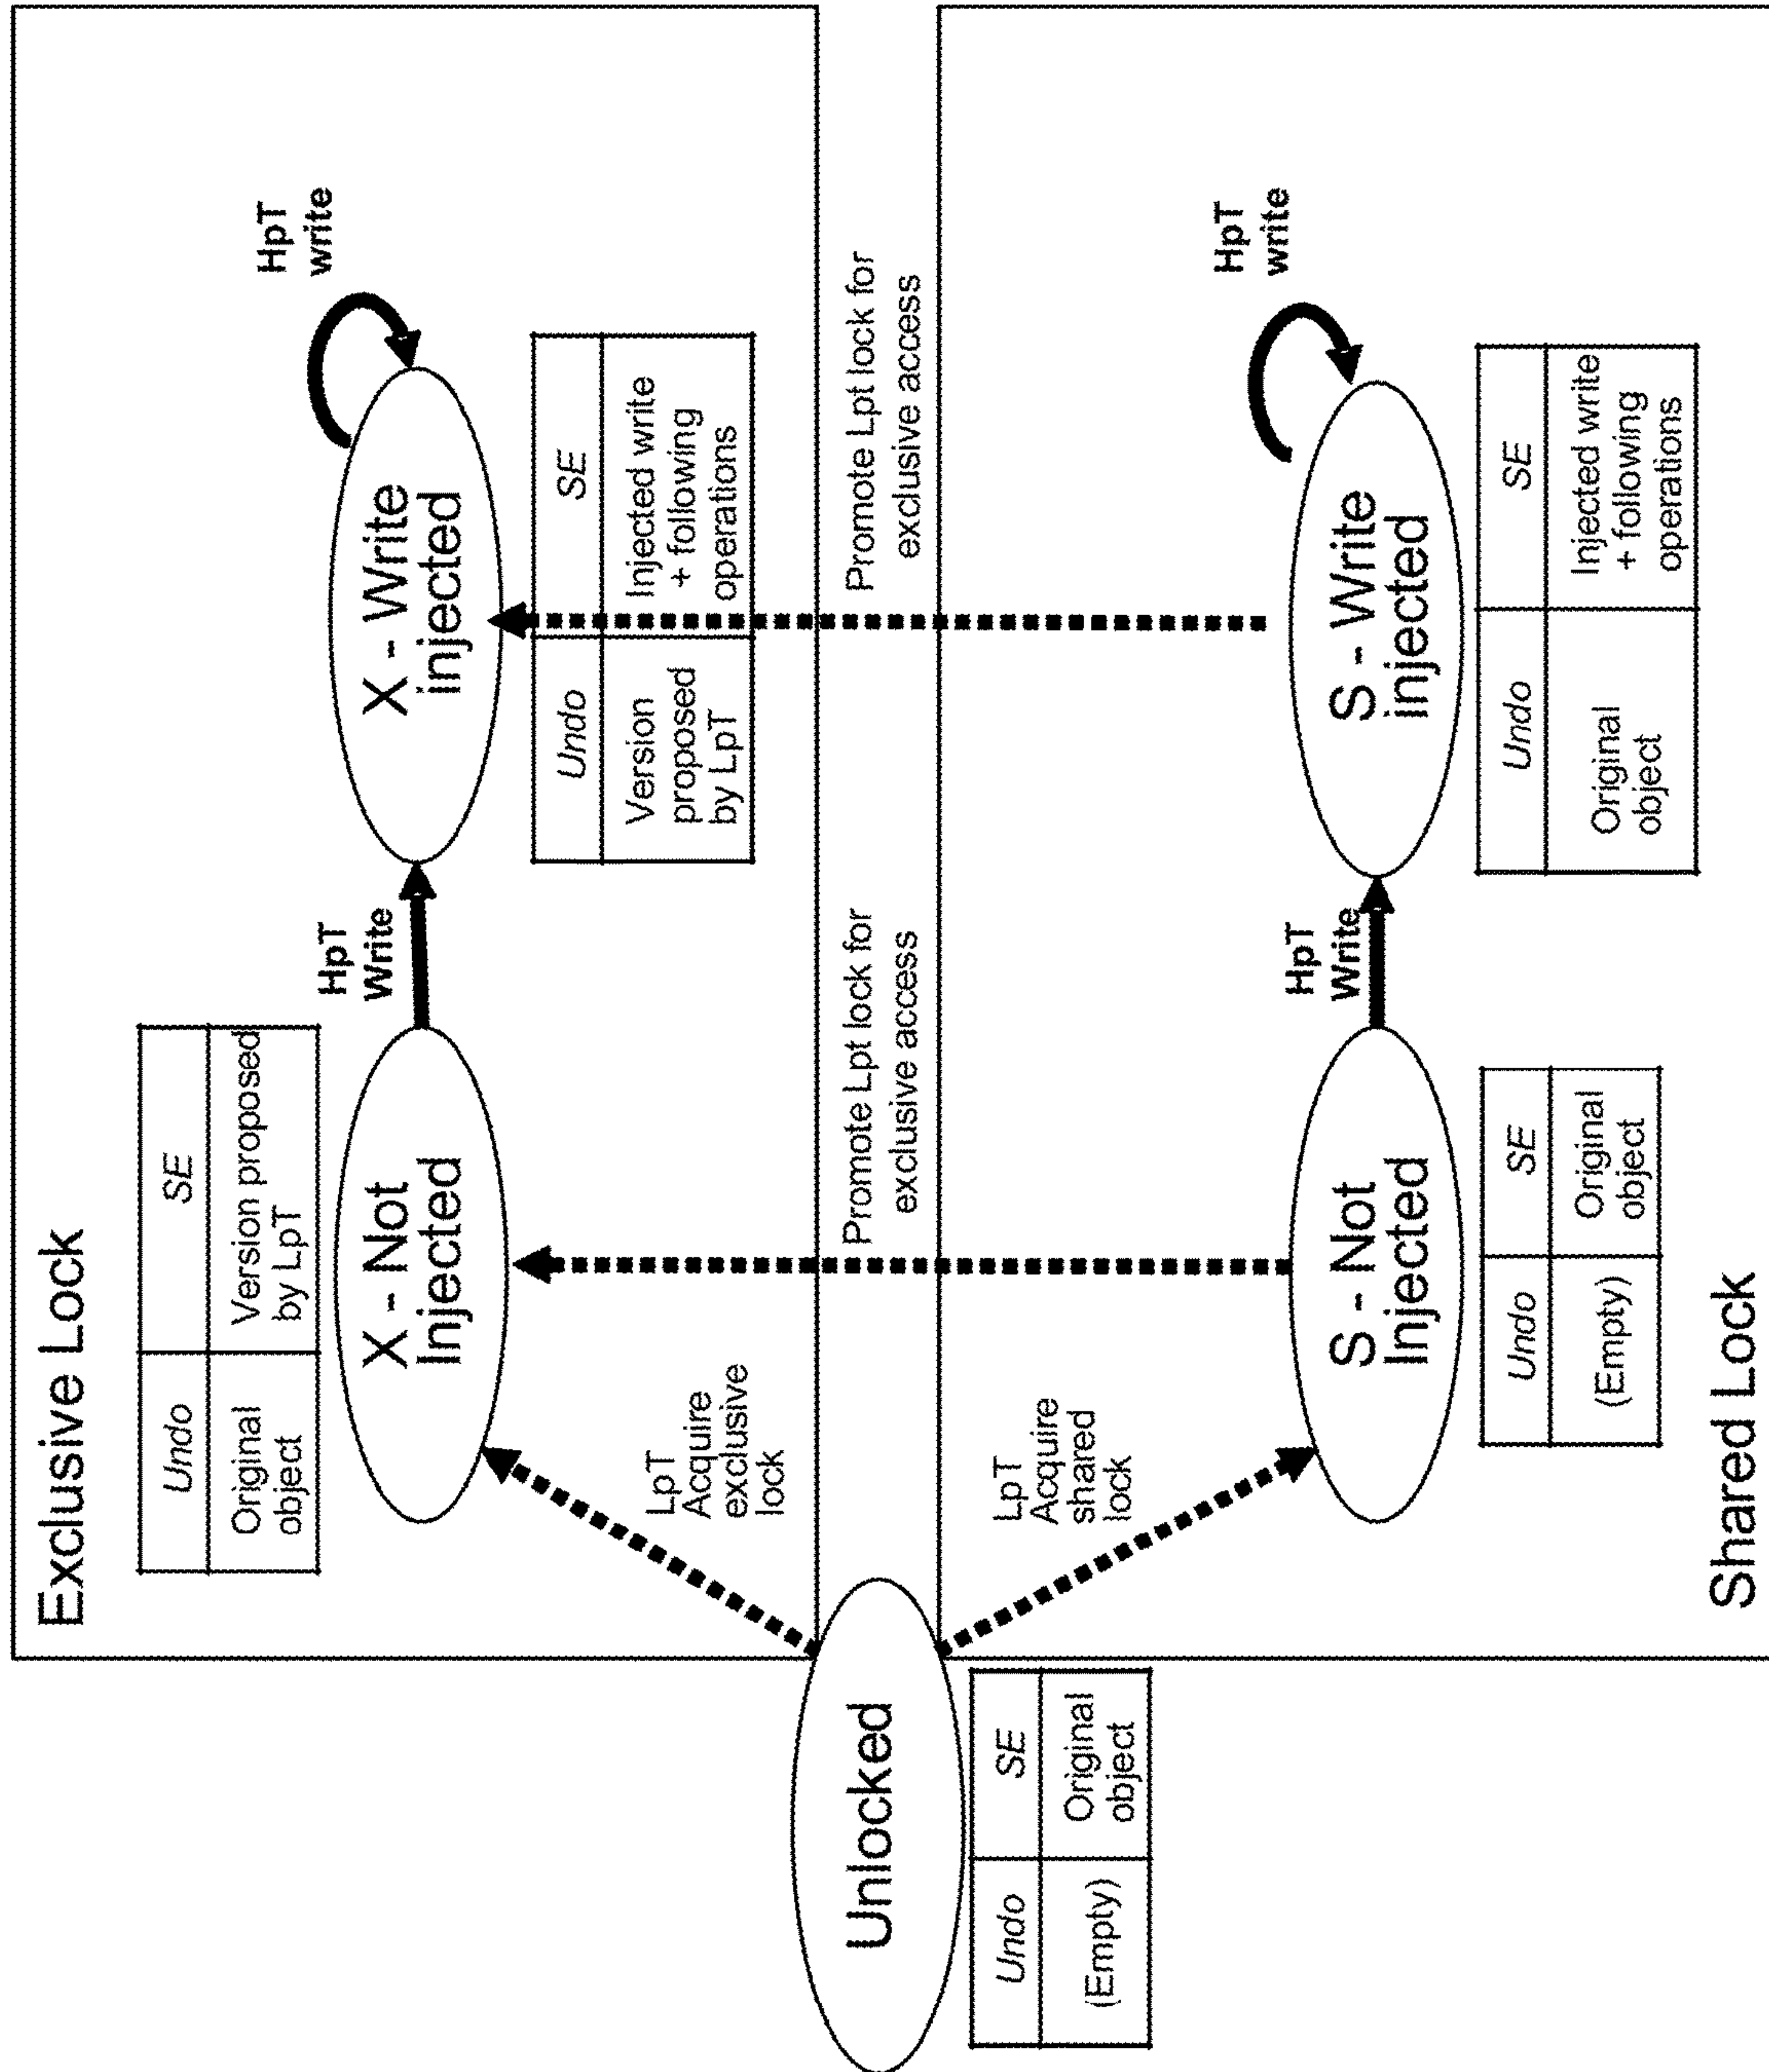 Exclusive Lock
Undo
SE
Original
object
Version proposed
by LpT
X - Not
Injected
HpT
Write
X - Write
injected
HpT
write
Undo
SE
Version
proposed
by LpT
Injected write
+ following
operations
LpT
Acquire
exclusive
lock
Promote Lpt lock for
exclusive access
Promote Lpt lock for
exclusive access
Unlocked
Undo
SE
(Empty)
Original
object
LpT
Acquire
shared
lock
S - Not
Injected
HpT
Write
S - Write
injected
HpT
write
Undo
SE
(Empty)
Original
object
Undo
SE
Original
object
Injected write
+ following
operations
Shared Lock